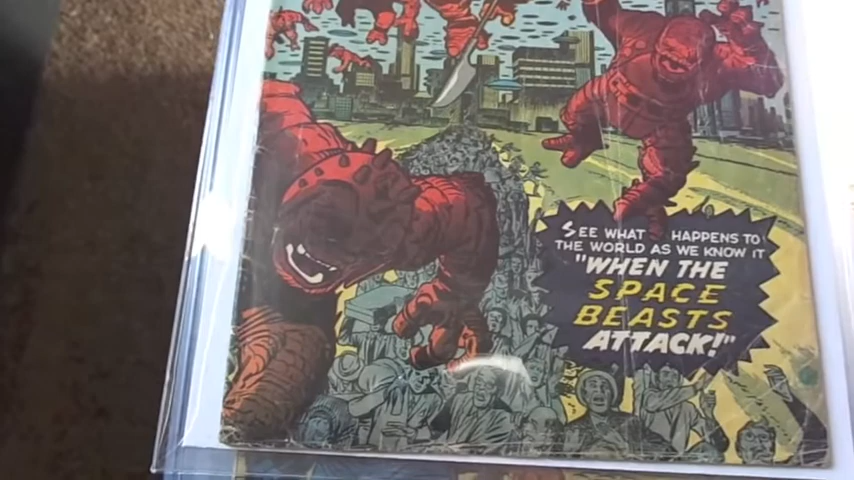 SEE WHAT HAPPENS TO
THE WORLD AS WE KNOW IT
"WHEN THE
SPACE
BEASTS
ATTACK!"